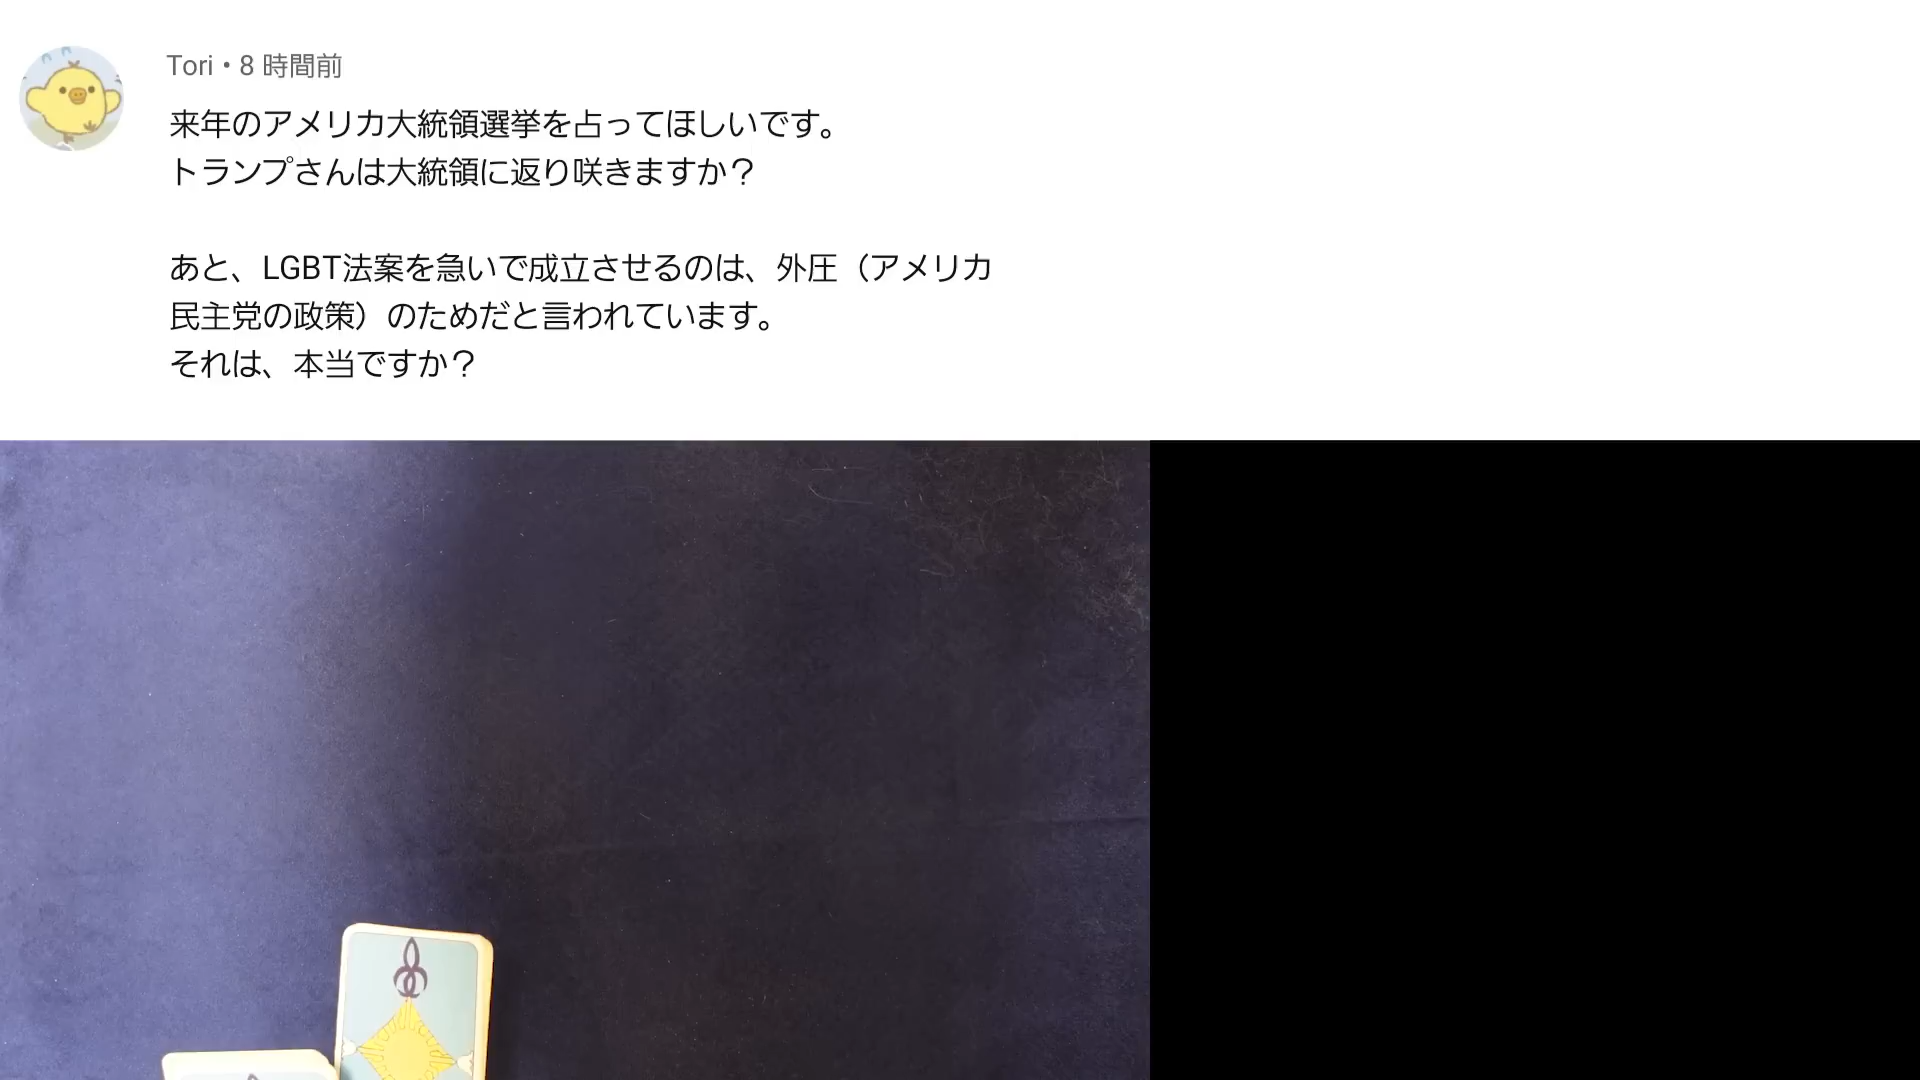 Tori • 8 時間前
来年のアメリカ大統領選挙を占ってほしいです。
トランプさんは大統領に返り咲きますか？
あと、LGBT法案を急いで成立させるのは、外圧（アメリカ
民主党の政策）のためだと言われています。
それは、本当ですか？